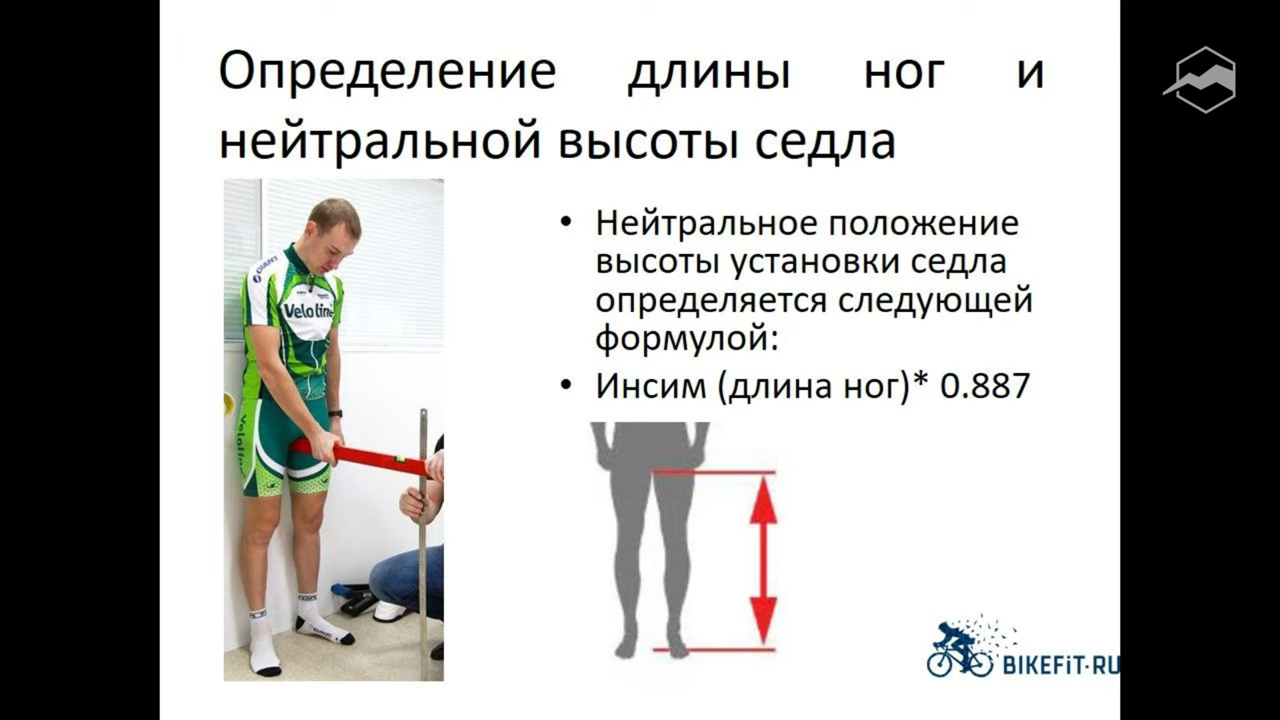 Определение длины ног и
нейтральной высоты седла
• Нейтральное положение
высоты установки седла
определяется следующей
формулой:
• Инсим (длина ног)* 0.887
GIANT
Veloline
BIKEFiT·RU